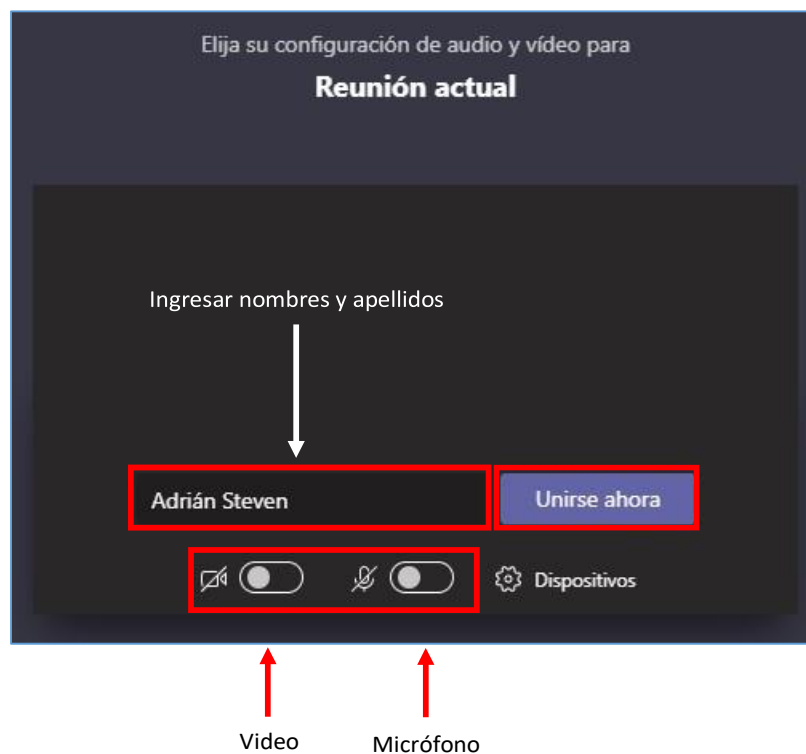 Elija su configuración de audio y vídeo para
Reunión actual
Ingresar nombres y apellidos
Adrián Steven
Unirse ahora
Dispositivos
Video
Micrófono